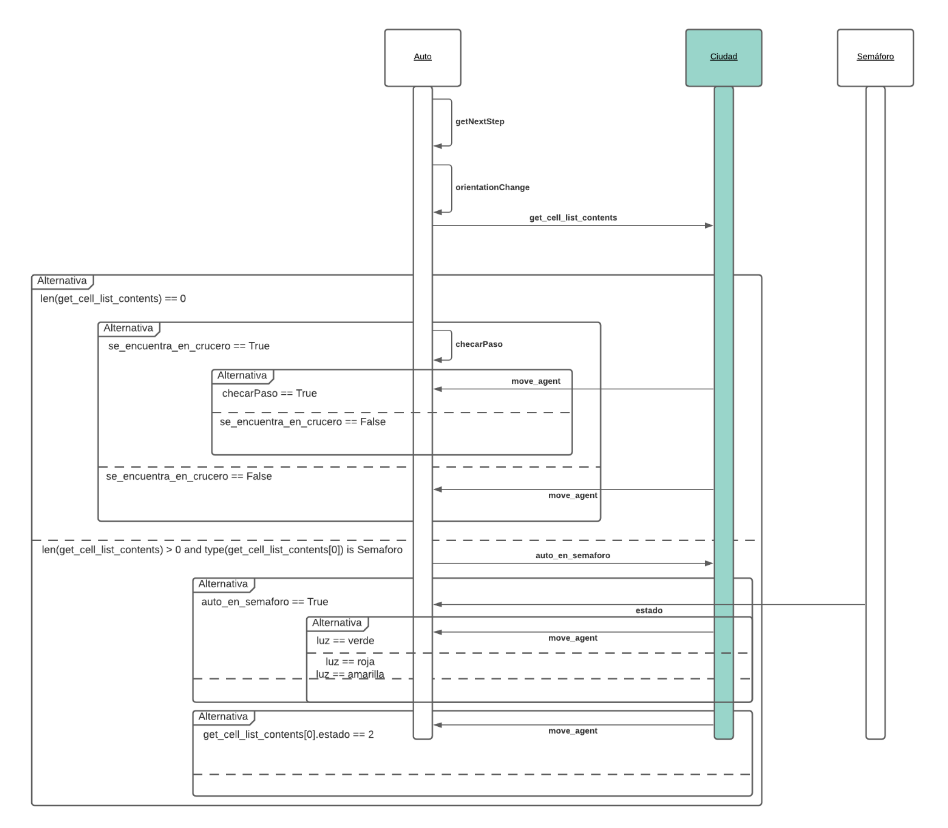 Auto
Ciudad
Semáforo
getNextStep
orientationChange
get_cell_list_contents
Alternativa
len(get_cell_list_contents) == 0
Alternativa
se_encuentra_en_crucero == True
checarPaso
Alternativa
move_agent
checarPaso == True
se_encuentra_en_crucero == False
se_encuentra_en_crucero == False
move_agent
len(get_cell_list_contents) > 0 and type(get_cell_list_contents[0]) is Semaforo
auto_en_semaforo
Alternativa
auto_en_semaforo == True
estado
Alternativa
luz == verde
move_agent
luz == roja
luz == amarilla
Alternativa
get_cell_list_contents[0].estado == 2
move_agent